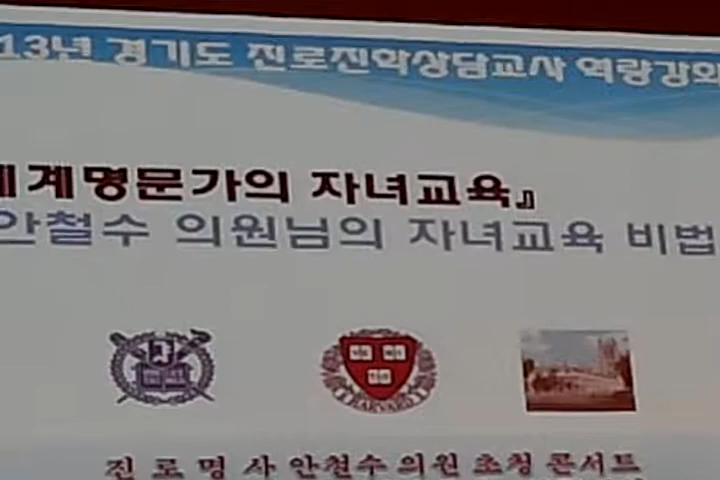 13년 경기도 진로진학상담교사 역량강화
계명문가의 자녀교육』
안철수 의원님의 자녀교육 비법
HARVARD
진로명사 안철수의원 초청 콘서트